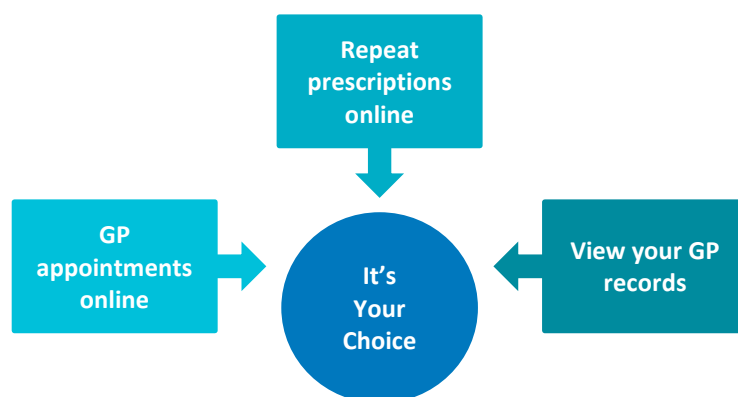 Repeat
prescriptions
online
GP
appointments
online
It’s
Your
Choice
View your GP
records